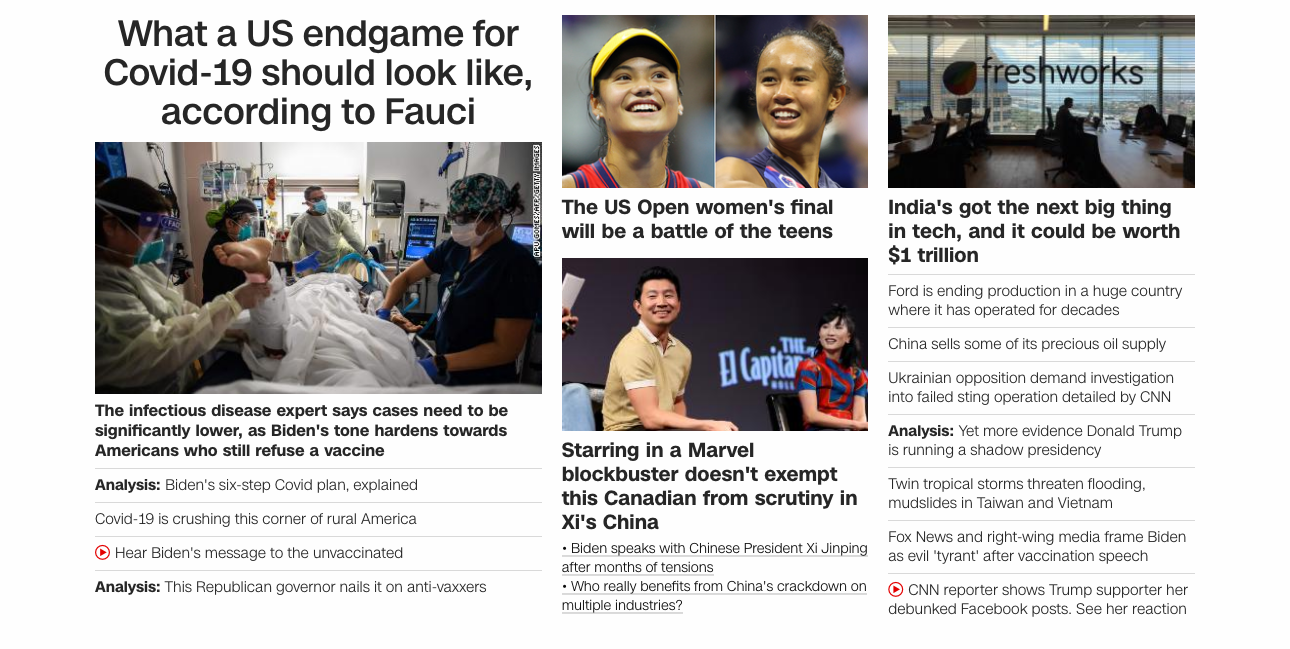 What a US endgame for
Covid-19 should look like,
according to Fauci
APU GOMES/AFP/GETTY IMAGES
The infectious disease expert says cases need to be
significantly lower, as Biden's tone hardens towards
Americans who still refuse a vaccine
Analysis: Biden's six-step Covid plan, explained
Covid-19 is crushing this corner of rural America
Hear Biden's message to the unvaccinated
Analysis: This Republican governor nails it on anti-vaxxers
The US Open women's final
will be a battle of the teens
THE
El Capitan
Starring in a Marvel
blockbuster doesn't exempt
this Canadian from scrutiny in
Xi's China
• Biden speaks with Chinese President Xi Jinping
after months of tensions
• Who really benefits from China's crackdown on
multiple industries?
freshworks
India's got the next big thing
in tech, and it could be worth
$1 trillion
Ford is ending production in a huge country
where it has operated for decades
China sells some of its precious oil supply
Ukrainian opposition demand investigation
into failed sting operation detailed by CNN
Analysis: Yet more evidence Donald Trump
is running a shadow presidency
Twin tropical storms threaten flooding,
mudslides in Taiwan and Vietnam
Fox News and right-wing media frame Biden
as evil 'tyrant' after vaccination speech
CNN reporter shows Trump supporter her
debunked Facebook posts. See her reaction